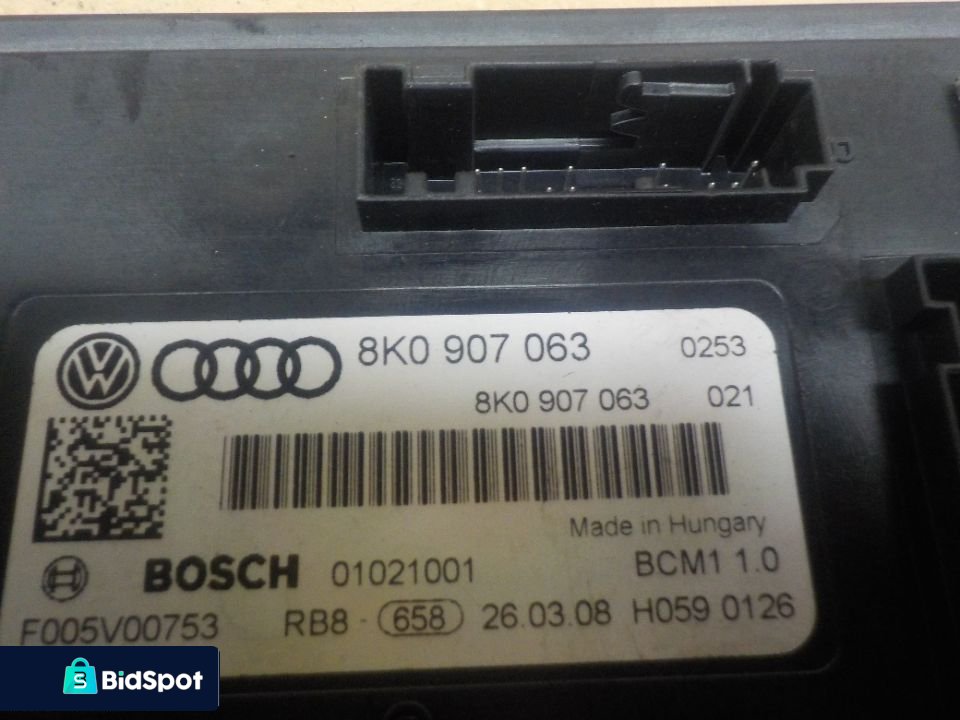 8K0 907 063 0253
8K0 907 063 021
Made in Hungary
BOSCH 01021001 BCM1 1.0
F005V00753 RB8 - 658 26.03.08 H059 0126
BidSpot